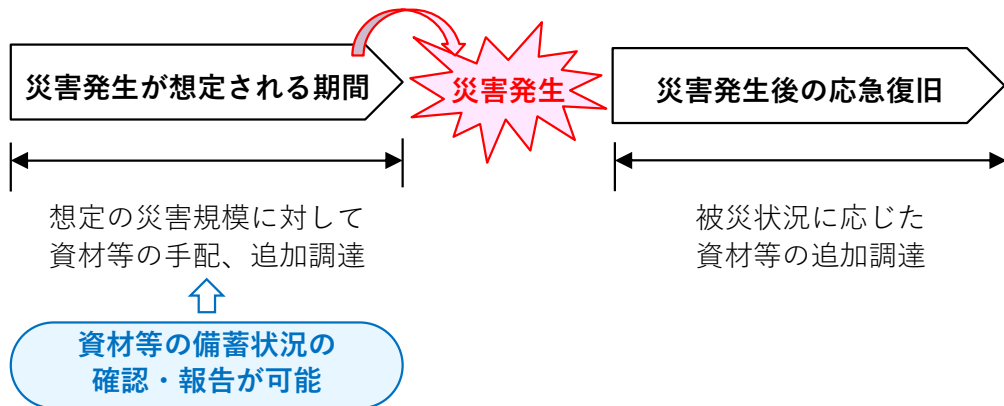 災害発生が想定される期間
災害発生
災害発生後の応急復旧
想定の災害規模に対して
資材等の手配、追加調達
被災状況に応じた
資材等の追加調達
資材等の備蓄状況の
確認・報告が可能